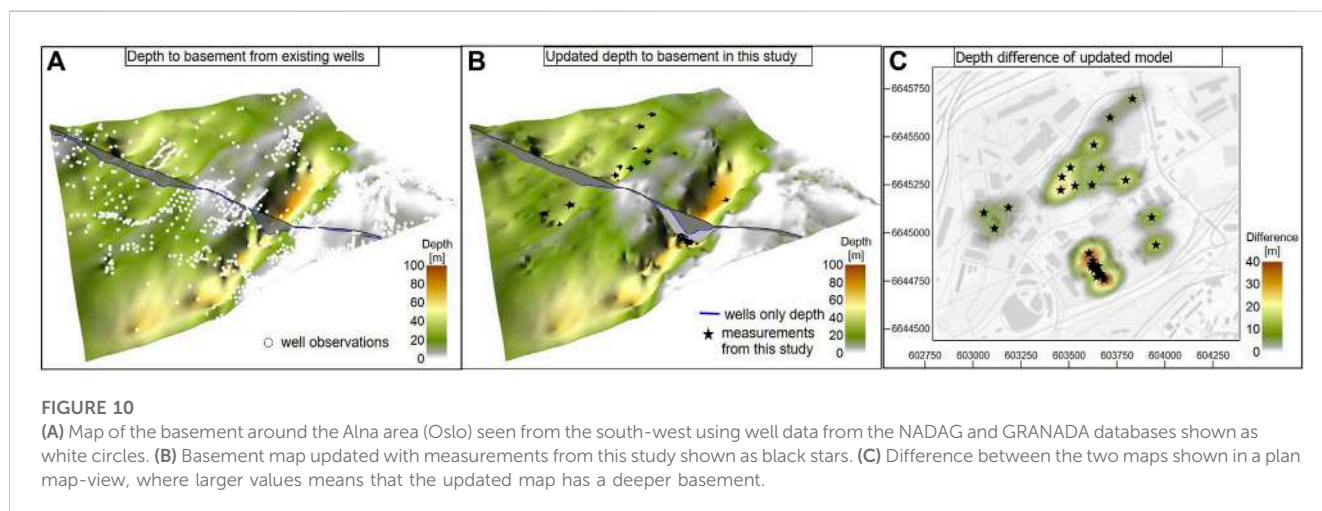 A
Depth to basement from existing wells
Depth
[m]
100
80
60
40
20
0
well observations
B
Updated depth to basement in this study
wells only depth
measurements
from this study
Depth
[m]
100
80
60
40
20
0
C
Depth difference of updated model
6645750
6645500
6645250
6645000
6644750
6644500
602750
603000
603250
603500
603750
604000
604250
Difference
[m]
40
30
20
10
0
FIGURE 10
(A) Map of the basement around the Alna area (Oslo) seen from the south-west using well data from the NADAG and GRANADA databases shown as
white circles. (B) Basement map updated with measurements from this study shown as black stars. (C) Difference between the two maps shown in a plan
map-view, where larger values means that the updated map has a deeper basement.